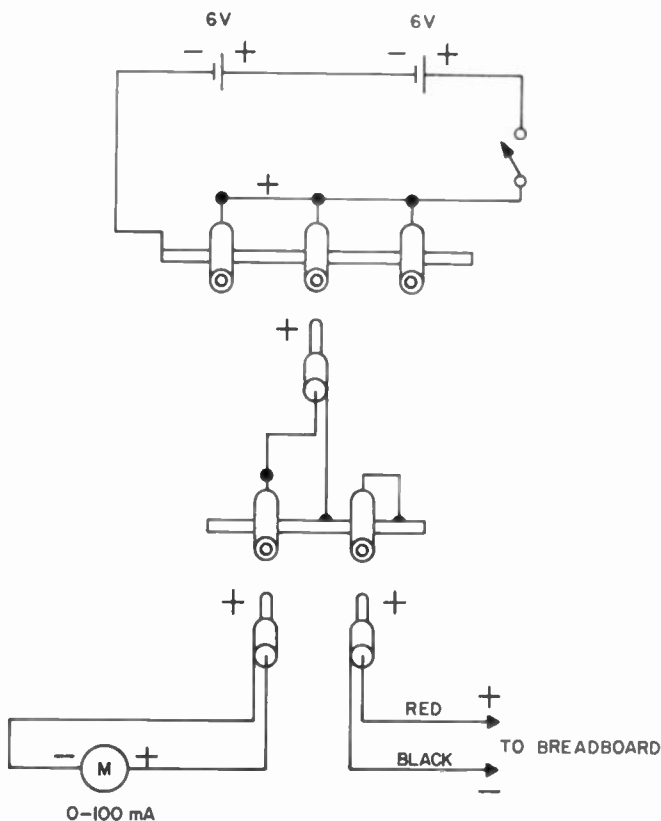 6V 6V
- + - +
+
+
+ +
RED +
TO BREADBOARD
BLACK
-
- M +
0-100 mA